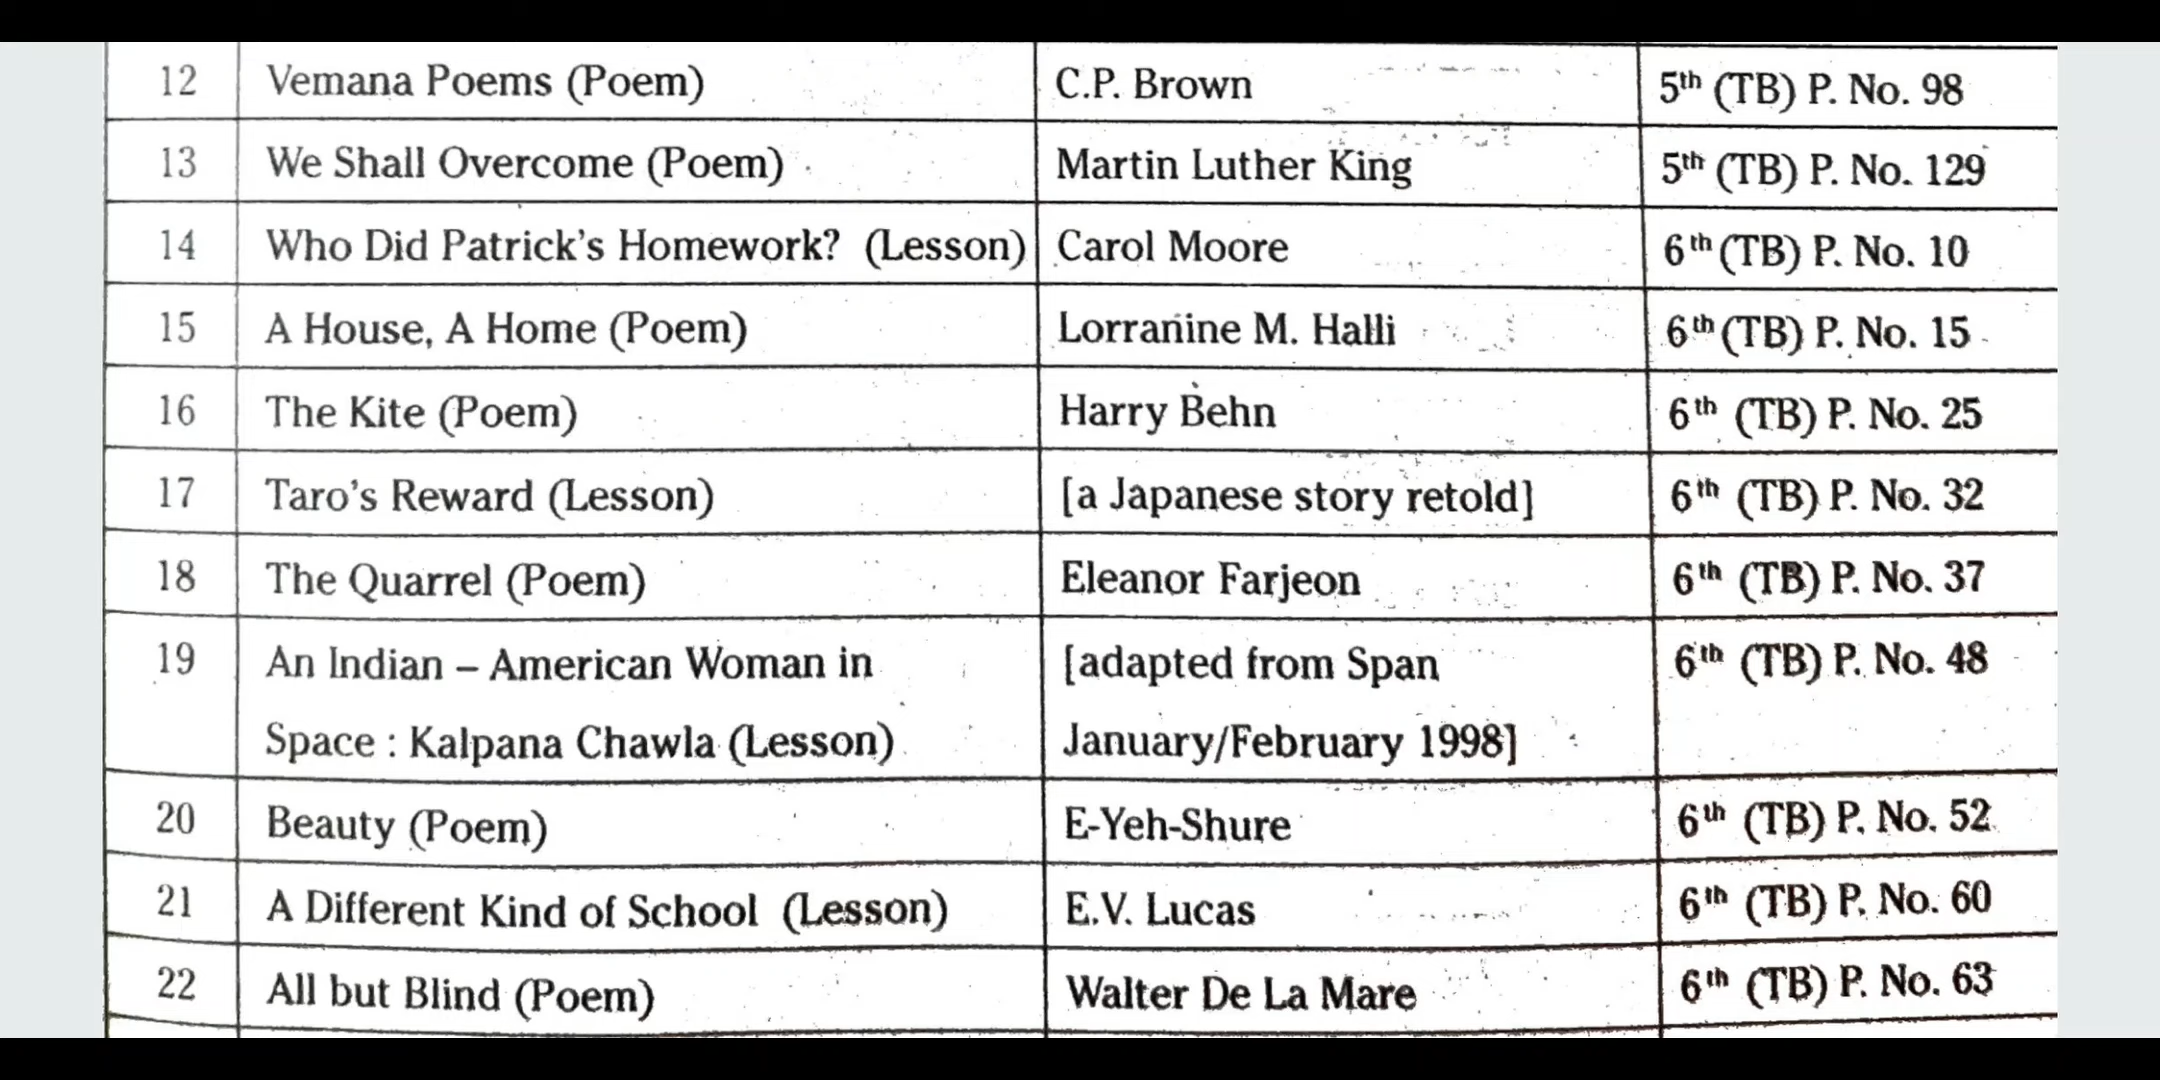 12 Vemana Poems (Poem) C.P. Brown 5th (TB) P. No. 98
13 We Shall Overcome (Poem) Martin Luther King 5th (TB) P. No. 129
14 Who Did Patrick's Homework? (Lesson) Carol Moore 6th (TB) P. No. 10
15 A House, A Home (Poem) Lorranine M. Halli 6th (TB) P. No. 15
16 The Kite (Poem) Harry Behn 6th (TB) P. No. 25
17 Taro's Reward (Lesson) [a Japanese story retold] 6th (TB) P. No. 32
18 The Quarrel (Poem) Eleanor Farjeon 6th (TB) P. No. 37
19 An Indian – American Woman in [adapted from Span 6th (TB) P. No. 48
Space : Kalpana Chawla (Lesson) January/February 1998]
20 Beauty (Poem) E-Yeh-Shure 6th (TB) P. No. 52
21 A Different Kind of School (Lesson) E.V. Lucas 6th (TB) P. No. 60
22 All but Blind (Poem) Walter De La Mare 6th (TB) P. No. 63